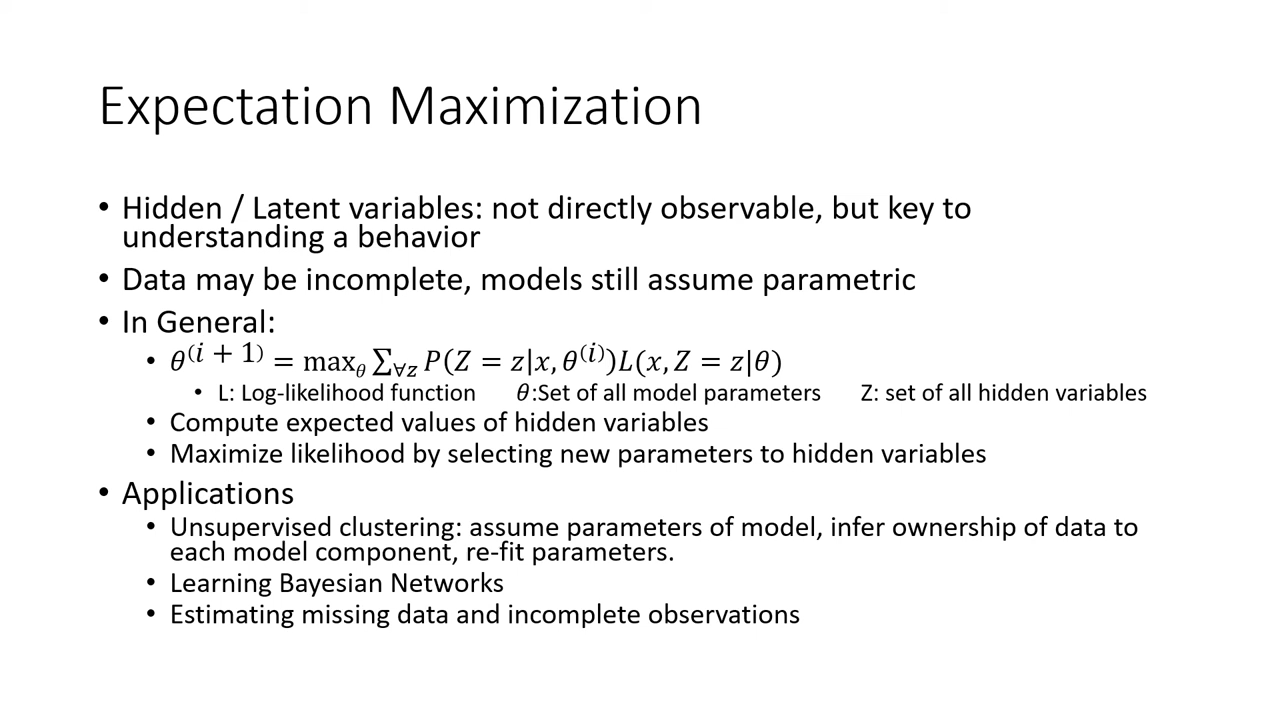 Expectation Maximization
• Hidden / Latent variables: not directly observable, but key to
understanding a behavior
• Data may be incomplete, models still assume parametric
• In General:
• θ^(i + 1) = max_θ ∑_∀z P(Z = z|x, θ^(i))L(x, Z = z|θ)
• L: Log-likelihood function θ:Set of all model parameters Z: set of all hidden variables
• Compute expected values of hidden variables
• Maximize likelihood by selecting new parameters to hidden variables
• Applications
• Unsupervised clustering: assume parameters of model, infer ownership of data to
each model component, re-fit parameters.
• Learning Bayesian Networks
• Estimating missing data and incomplete observations